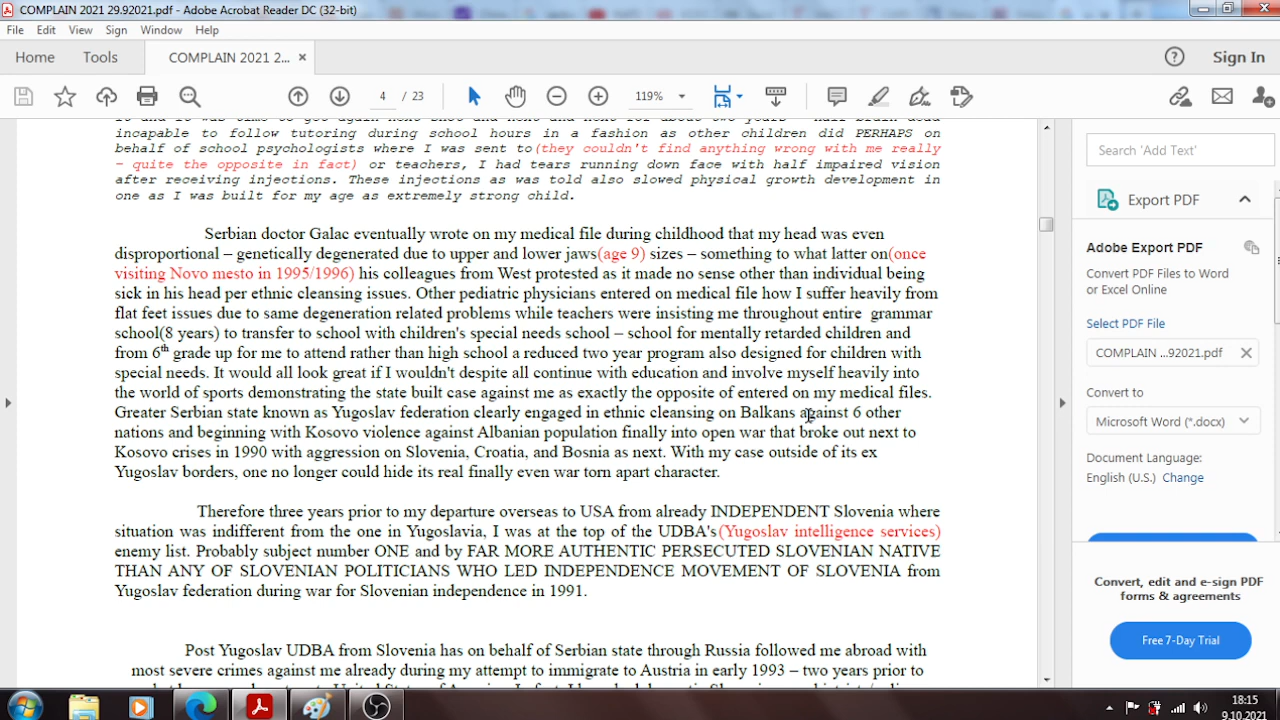 COMPLAIN 2021 29.92021.pdf - Adobe Acrobat Reader DC (32-bit)
File Edit View Sign Window Help
Home Tools COMPLAIN 2021 2... × Sign In
4 / 23 119%
incapable to follow tutoring during school hours in a fashion as other children did PERHAPS on
behalf of school psychologists where I was sent to(they couldn't find anything wrong with me really
– quite the opposite in fact) or teachers, I had tears running down face with half impaired vision
after receiving injections. These injections as was told also slowed physical growth development in
one as I was built for my age as extremely strong child.
Serbian doctor Galac eventually wrote on my medical file during childhood that my head was even
disproportional – genetically degenerated due to upper and lower jaws(age 9) sizes – something to what latter on(once
visiting Novo mesto in 1995/1996) his colleagues from West protested as it made no sense other than individual being
sick in his head per ethnic cleansing issues. Other pediatric physicians entered on medical file how I suffer heavily from
flat feet issues due to same degeneration related problems while teachers were insisting me throughout entire grammar
school(8 years) to transfer to school with children's special needs school – school for mentally retarded children and
from 6th grade up for me to attend rather than high school a reduced two year program also designed for children with
special needs. It would all look great if I wouldn't despite all continue with education and involve myself heavily into
the world of sports demonstrating the state built case against me as exactly the opposite of entered on my medical files.
Greater Serbian state known as Yugoslav federation clearly engaged in ethnic cleansing on Balkans against 6 other
nations and beginning with Kosovo violence against Albanian population finally into open war that broke out next to
Kosovo crises in 1990 with aggression on Slovenia, Croatia, and Bosnia as next. With my case outside of its ex
Yugoslav borders, one no longer could hide its real finally even war torn apart character.
Therefore three years prior to my departure overseas to USA from already INDEPENDENT Slovenia where
situation was indifferent from the one in Yugoslavia, I was at the top of the UDBA's(Yugoslav intelligence services)
enemy list. Probably subject number ONE and by FAR MORE AUTHENTIC PERSECUTED SLOVENIAN NATIVE
THAN ANY OF SLOVENIAN POLITICIANS WHO LED INDEPENDENCE MOVEMENT OF SLOVENIA from
Yugoslav federation during war for Slovenian independence in 1991.
Post Yugoslav UDBA from Slovenia has on behalf of Serbian state through Russia followed me abroad with
most severe crimes against me already during my attempt to immigrate to Austria in early 1993 – two years prior to
Search 'Add Text'
Export PDF
Adobe Export PDF
Convert PDF Files to Word
or Excel Online
Select PDF File
COMPLAIN ...92021.pdf ×
Convert to
Microsoft Word (*.docx)
Document Language:
English (U.S.) Change
Convert, edit and e-sign PDF
forms & agreements
Free 7-Day Trial
18:15
9.10.2021